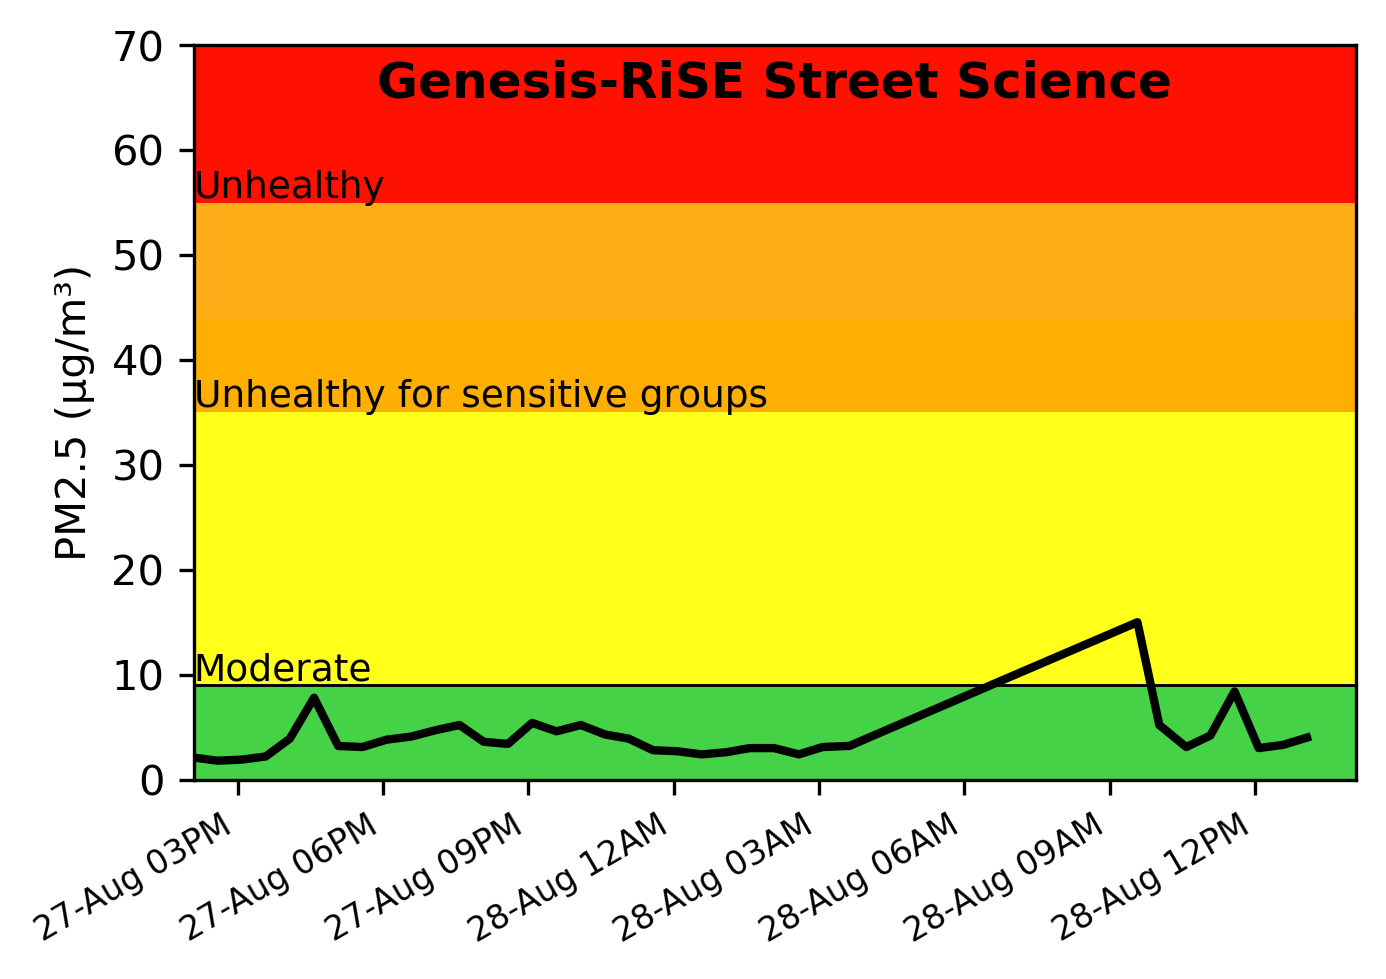 Genesis-RiSE Street Science
70
60
50
40
30
20
10
0
PM2.5 (µg/m³)
Unhealthy
Unhealthy for sensitive groups
Moderate
27-Aug 03PM
27-Aug 06PM
27-Aug 09PM
28-Aug 12AM
28-Aug 03AM
28-Aug 06AM
28-Aug 09AM
28-Aug 12PM